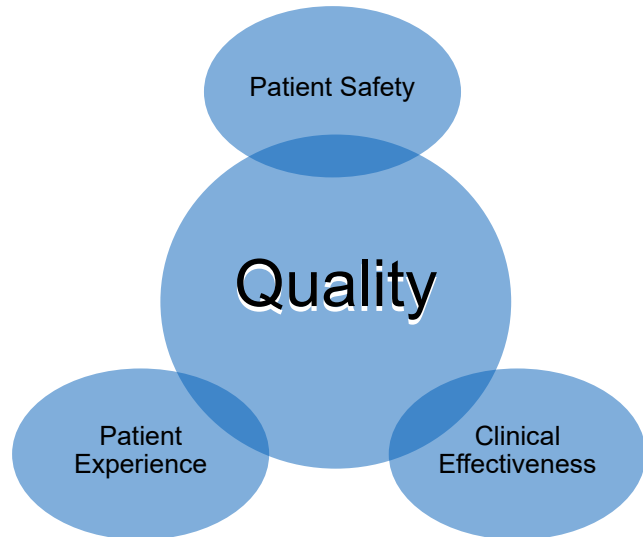 Patient Safety
Quality
Patient
Experience
Clinical
Effectiveness